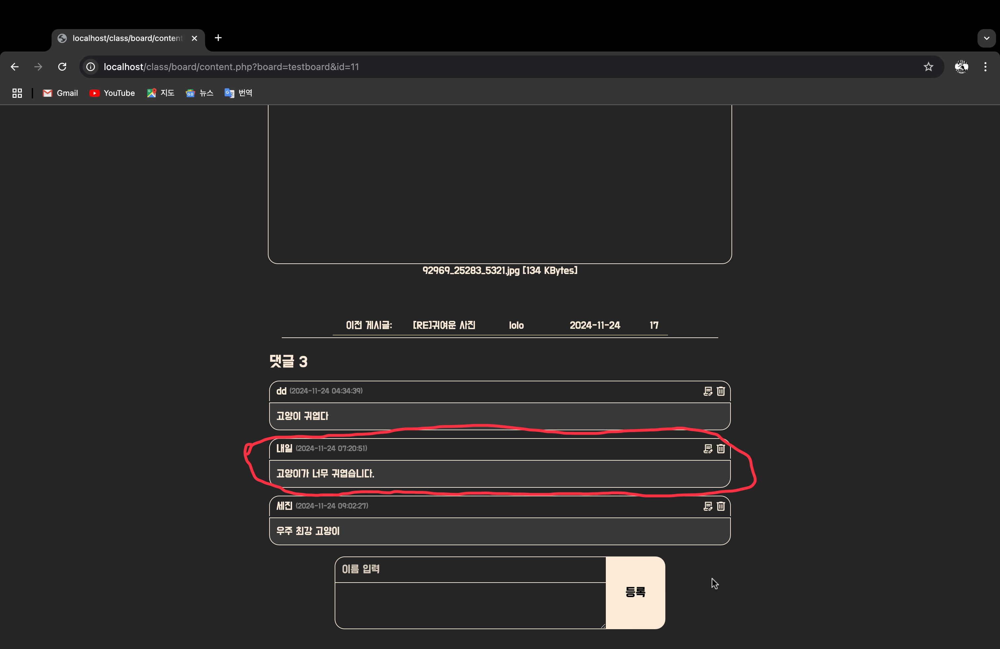 localhost/class/board/content
localhost/class/board/content.php?board=testboard&id=11
Gmail YouTube 지도 뉴스 번역
92969_25283_5321.jpg [134 KBytes]
이전 게시글: [RE]귀여운 사진 lolo 2024-11-24 17
댓글 3
dd (2024-11-24 04:34:39)
고양이 귀엽다
내일 (2024-11-24 07:20:51)
고양이가 너무 귀엽습니다.
세진 (2024-11-24 09:02:27)
우주 최강 고양이
이름 입력
등록